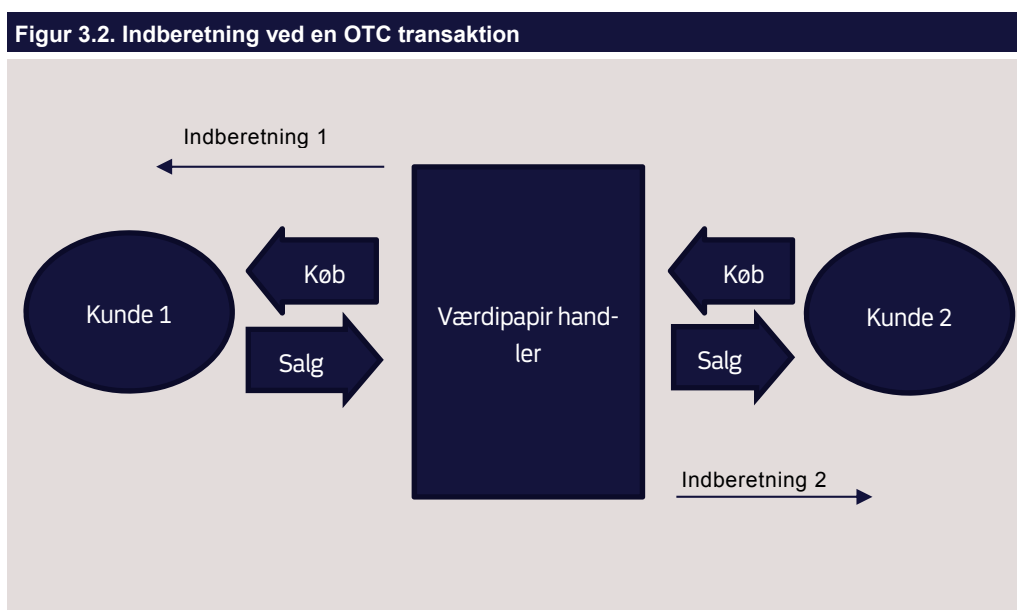 Figur 3.2. Indberetning ved en OTC transaktion
Indberetning 1
Kunde 1
Køb
Salg
Værdipapir hand-
ler
Køb
Salg
Kunde 2
Indberetning 2